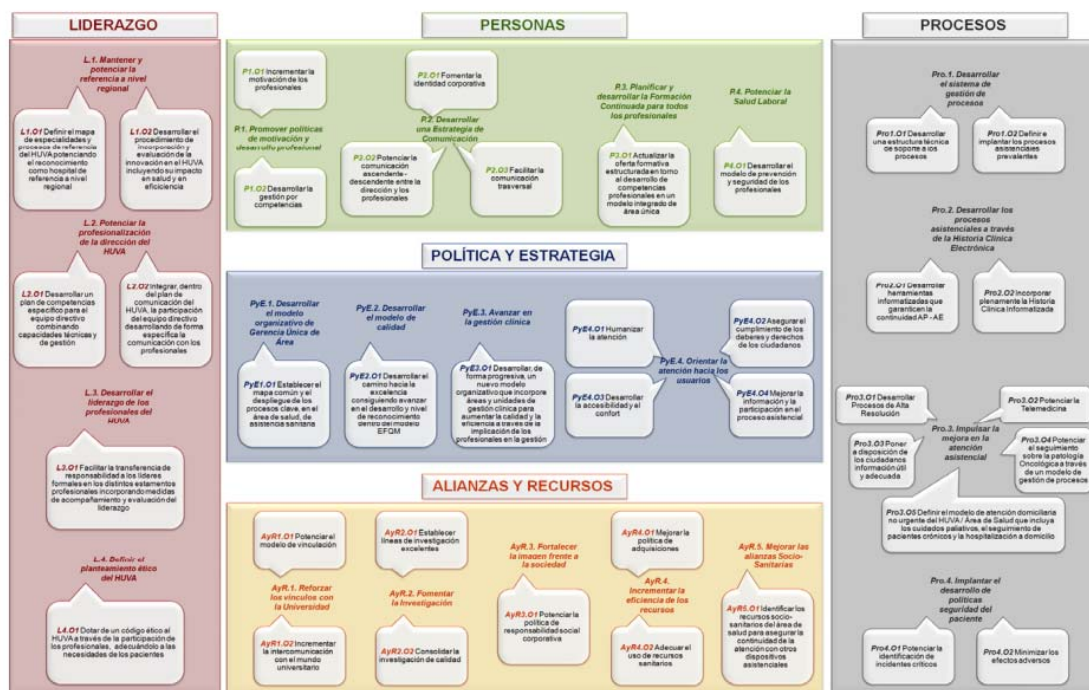 LIDERAZGO
L.1. Mantener y
potenciar la
referencia a nivel
regional
L1.O1 Definir el mapa
de especialidades y
procesos de referencia
del HUVA potenciando el
reconocimiento
como hospital de
referencia a nivel
regional
L1.O2 Desarrollar el
procedimiento de
incorporación y
evaluación de la
innovación en el HUVA
incluyendo su impacto
en salud y en
eficiciencia
L.2. Potenciar la
profesionalización
de la dirección del
HUVA
L2.O1 Desarrollar un
plan de competencias
específico para el
equipo directivo
combinando
capacidades técnicas y
de gestión
L2.O2 Integrar, dentro
del plan de
comunicación del
HUVA, la participación
del equipo directivo
desarrollando de forma
específica la
comunicación con los
profesionales
L.3. Desarrollar el
liderazgo de los
profesionales del
HUVA
L3.O1 Facilitar la transferencia de
responsabilidad a los líderes
formales en los distintos estamentos
profesionales incorporando medidas
de acompañamiento y evaluación del
liderazgo
L.4. Definir el
planteamiento ético
del HUVA
L4.O1 Dotar de un código ético al
HUVA a través de la participación de
los profesionales, adecuándolo a
las necesidades de los pacientes
PERSONAS
P1.O1 Incrementar la
motivación de los
profesionales
P.1. Promover políticas
de motivación y
desarrollo profesional
P1.O2 Desarrollar la
gestión por
competencias
P2.O1 Fomentar la
identidad corporativa
P.2. Desarrollar
una Estrategia de
Comunicación
P2.O2 Potenciar la
comunicación
ascendente -
descendente entre la
dirección y los
profesionales
P2.O3 Facilitar la
comunicación
trasversal
P.3. Planificar y
desarrollar la Formación
Continuada para todos
los profesionales
P3.O1 Actualizar la
oferta formativa
estructurada en torno al
desarrollo de
competencias
profesionales en un
modelo integrado de
área única
P.4. Potenciar la
Salud Laboral
P4.O1 Desarrollar el
modelo de prevención
y seguridad de los
profesionales
POLÍTICA Y ESTRATEGIA
PyE.1. Desarrollar
el modelo
organizativo de
Gerencia Única de
Área
PyE1.O1 Establecer el
mapa común y el
despliegue de los
procesos clave, en el
área de salud, de
asistencia sanitaria
PyE.2. Desarrollar
el modelo de
calidad
PyE2.O1 Desarrollar el
camino hacia la
excelencia
consiguiendo avanzar
en el desarrollo y nivel
de reconocimiento
dentro del modelo
EFQM
PyE.3. Avanzar en
la gestión clínica
PyE3.O1 Desarrollar, de
forma progresiva, un
nuevo modelo
organizativo que incorpore
áreas y unidades de
gestión clínica para
aumentar la calidad y la
eficiencia a través de la
implicación de los
profesionales en la gestión
PyE4.O1 Humanizar
la atención
PyE4.O2 Asegurar el
cumplimiento de los
deberes y derechos de
los ciudadanos
PyE.4. Orientar la
atención hacia los
usuarios
PyE4.O3 Desarrollar
la accesibilidad y el
confort
PyE4.O4 Mejorar la
información y la
participación en el
proceso asistencial
ALIANZAS Y RECURSOS
AyR1.O1 Potenciar el
modelo de vinculación
AyR.1. Reforzar
los vínculos con la
Universidad
AyR1.O2 Incrementar
la intercomunicación
con el mundo
universitario
AyR2.O1 Establecer
líneas de investigación
excelentes
AyR.2. Fomentar
la Investigación
AyR2.O2 Consolidar la
investigación de calidad
AyR.3. Fortalecer
la imagen frente a
la sociedad
AyR3.O1 Potenciar la
política de
responsabilidad social
corporativa
AyR4.O1 Mejorar la
política de
adquisiciones
AyR.4.
Incrementar la
eficiencia de los
recursos
AyR4.O2 Adecuar el
uso de recursos
sanitarios
AyR.5. Mejorar las
alianzas Socio-
Sanitarias
AyR5.O1 Identificar los
recursos socio-
sanitarios del área de
salud para asegurar la
continuidad de la
atención con otros
dispositivos
asistenciales
PROCESOS
Pro.1. Desarrollar
el sistema de
gestión de
procesos
Pro1.O1 Desarrollar
una estructura técnica
de soporte a los
procesos
Pro1.O2 Definir e
implantar los procesos
asistenciales
prevalentes
Pro.2. Desarrollar los
procesos
asistenciales a través
de la Historia Clínica
Electrónica
Pro2.O1 Desarrollar
herramientas
informatizadas que
garanticen la
continuidad AP - AE
Pro2.O2 Incorporar
plenamente la Historia
Clínica Informatizada
Pro3.O1 Desarrollar
Procesos de Alta
Resolución
Pro3.O2 Potenciar la
Telemedicina
Pro.3. Impulsar la
mejora en la
atención
asistencial
Pro3.O3 Poner
a disposición de
los ciudadanos
información útil y
adecuada
Pro3.O4 Potenciar
el seguimiento
sobre la patología
Oncológica a través
de un modelo de
gestión de procesos
Pro3.O5 Definir el modelo de atención domiciliaria
no urgente del HUVA / Área de Salud que incluya
los cuidados paliativos, el seguimiento de
pacientes crónicos y la hospitalización a domicilio
Pro.4. Implantar el
desarrollo de
políticas
seguridad del
paciente
Pro4.O1 Potenciar la
identificación de
incidentes críticos
Pro4.O2 Minimizar los
efectos adversos